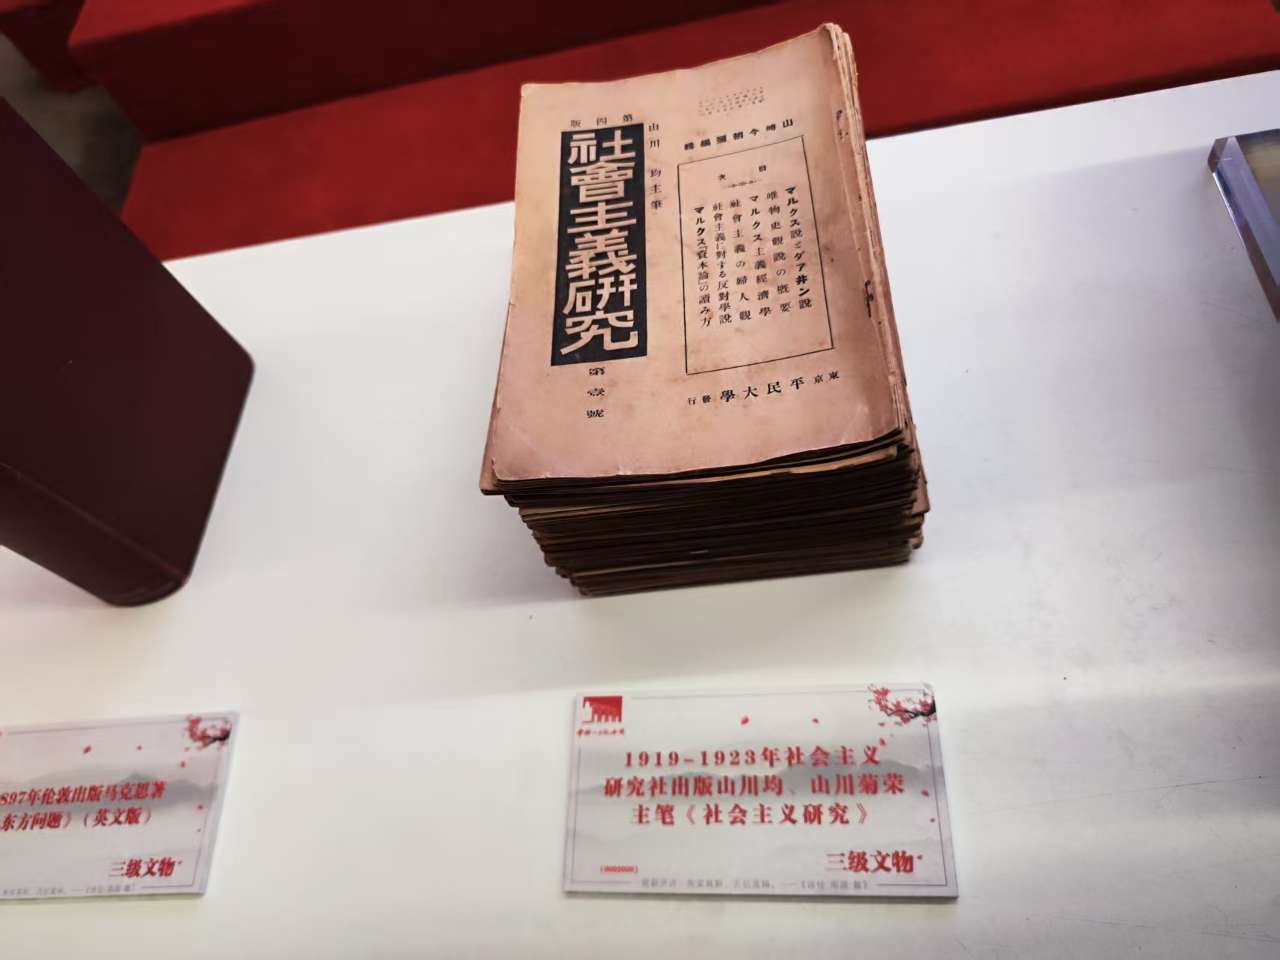 山川 均主筆
第四版
社會主義研究
第壹號
山崎今朝彌編輯
目次
マルクス説とダアヰン説
唯物史觀説の概要
マルクス主義經濟學
社會主義の婦人觀
社會主義に對する反對學説
マルクス「資本論」の讀み方
東京平民大學發行
897年伦敦出版马克思著
东方问题》（英文版）
三级文物
1919-1923年社会主义
研究社出版山川均、山川菊荣
主笔《社会主义研究》
三级文物